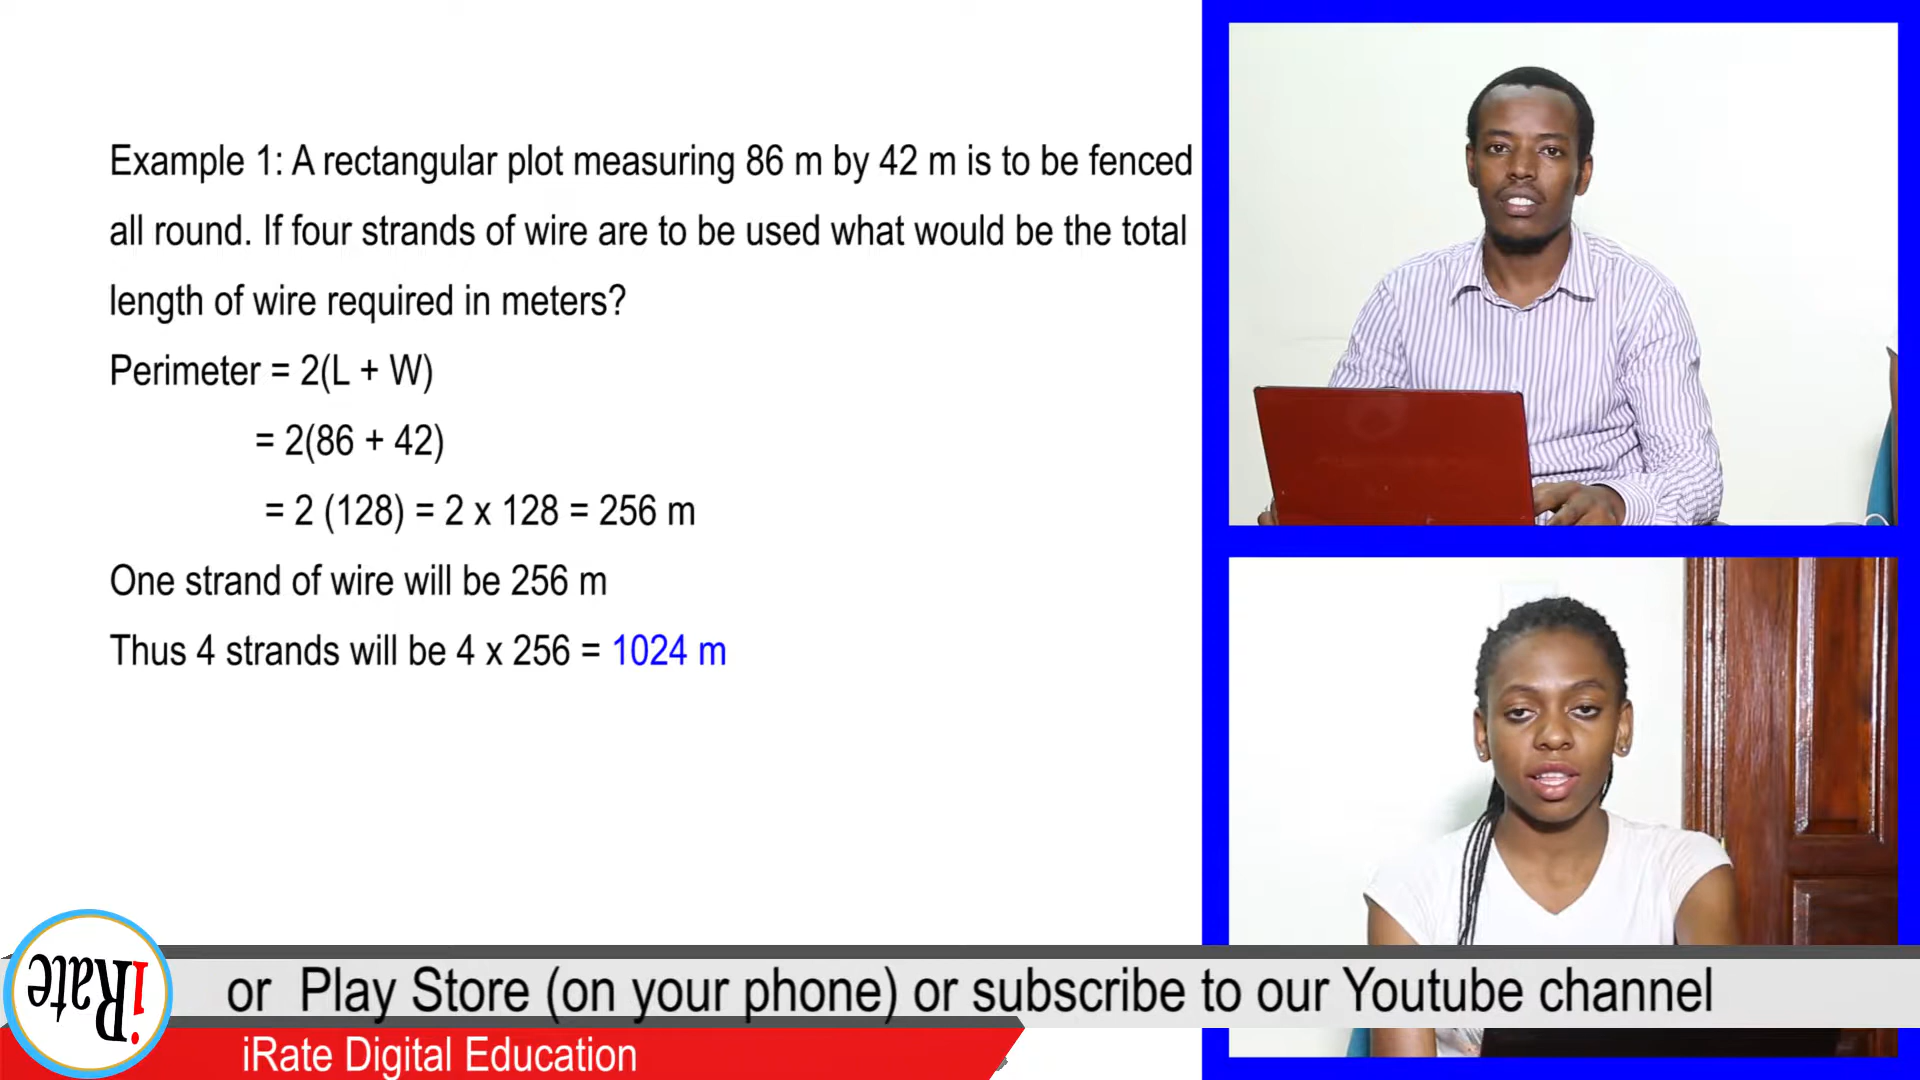 Example 1: A rectangular plot measuring 86 m by 42 m is to be fenced
all round. If four strands of wire are to be used what would be the total
length of wire required in meters?
Perimeter = 2(L + W)
= 2(86 + 42)
= 2 (128) = 2 x 128 = 256 m
One strand of wire will be 256 m
Thus 4 strands will be 4 x 256 = 1024 m
iRate
or Play Store (on your phone) or subscribe to our Youtube channel
iRate Digital Education